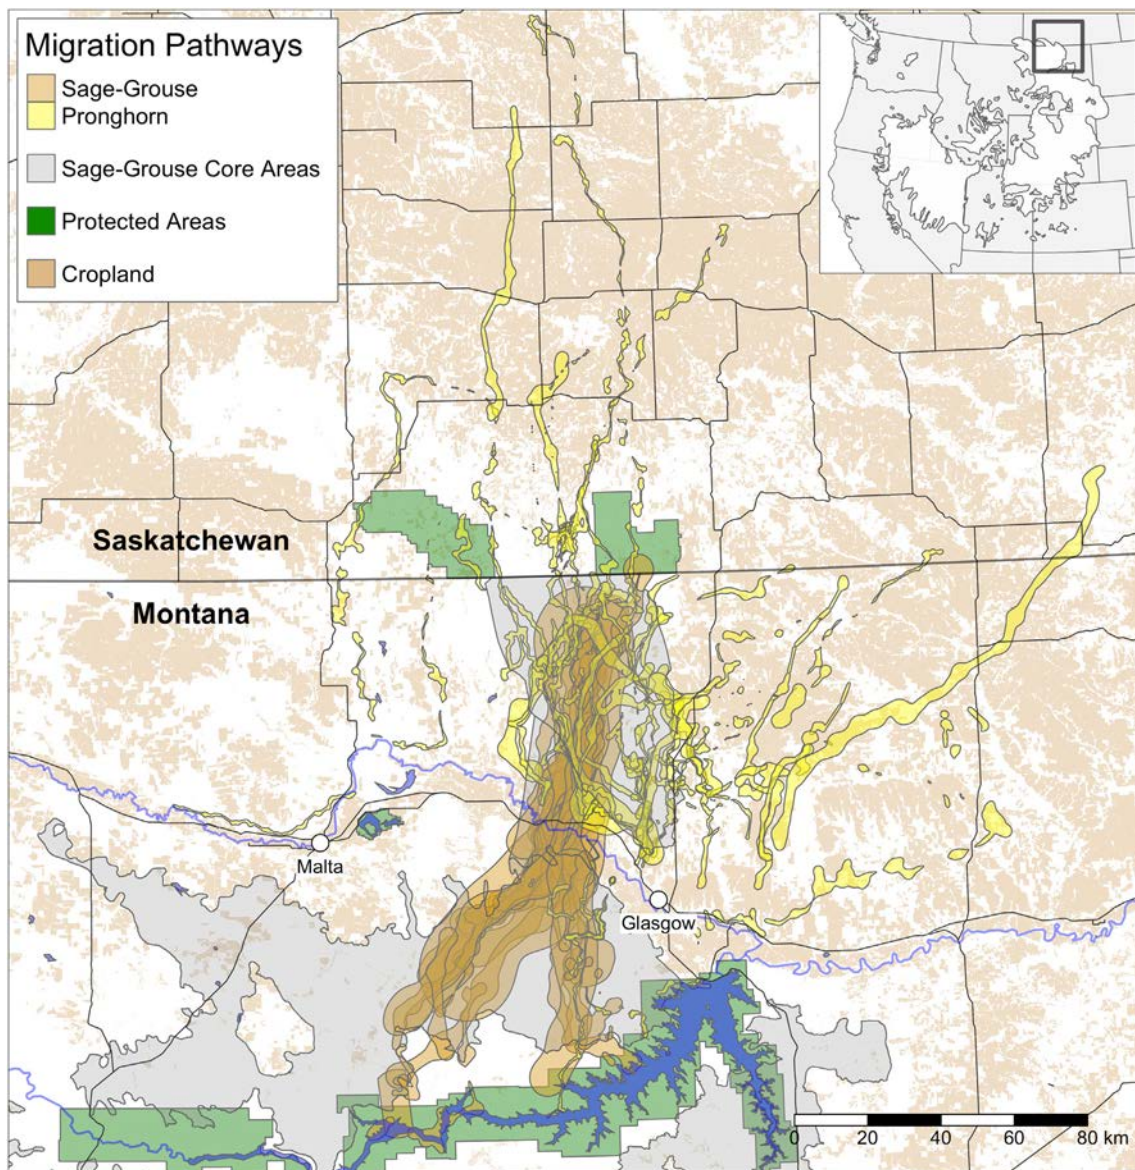 Migration Pathways
Sage-Grouse
Pronghorn
Sage-Grouse Core Areas
Protected Areas
Cropland
Saskatchewan
Montana
Malta
Glasgow
0 20 40 60 80 km